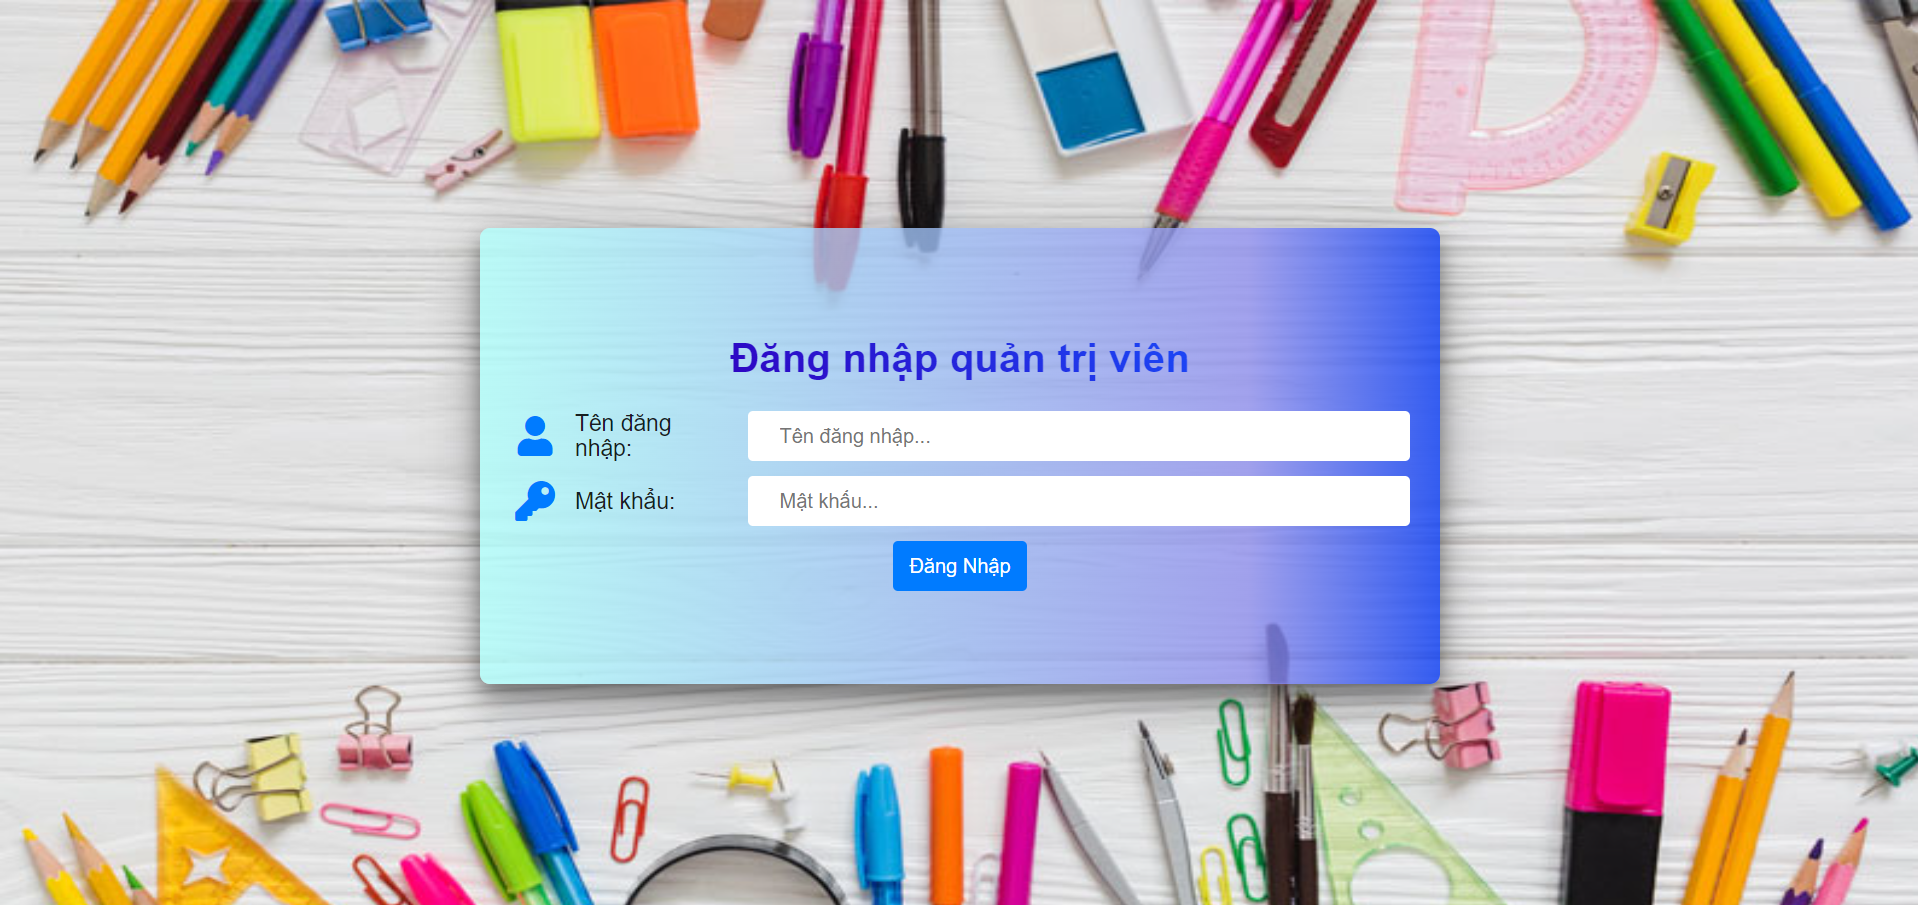 Đăng nhập quản trị viên
Tên đăng
nhập:
Tên đăng nhập...
Mật khẩu:
Mật khẩu...
Đăng Nhập